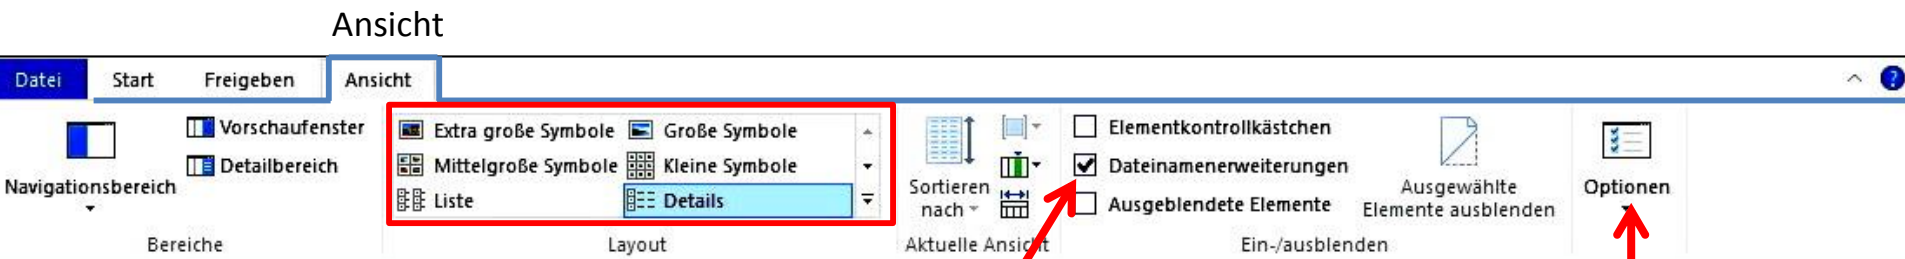 Ansicht
Datei Start Freigeben Ansicht
Vorschaufenster
Detailbereich
Navigationsbereich
Bereiche
Extra große Symbole Große Symbole
Mittelgroße Symbole Kleine Symbole
Liste Details
Layout
Sortieren
nach
Aktuelle Ansicht
Elementkontrollkästchen
Dateinamenerweiterungen
Ausgeblendete Elemente
Ausgewählte
Elemente ausblenden
Ein-/ausblenden
Optionen
?